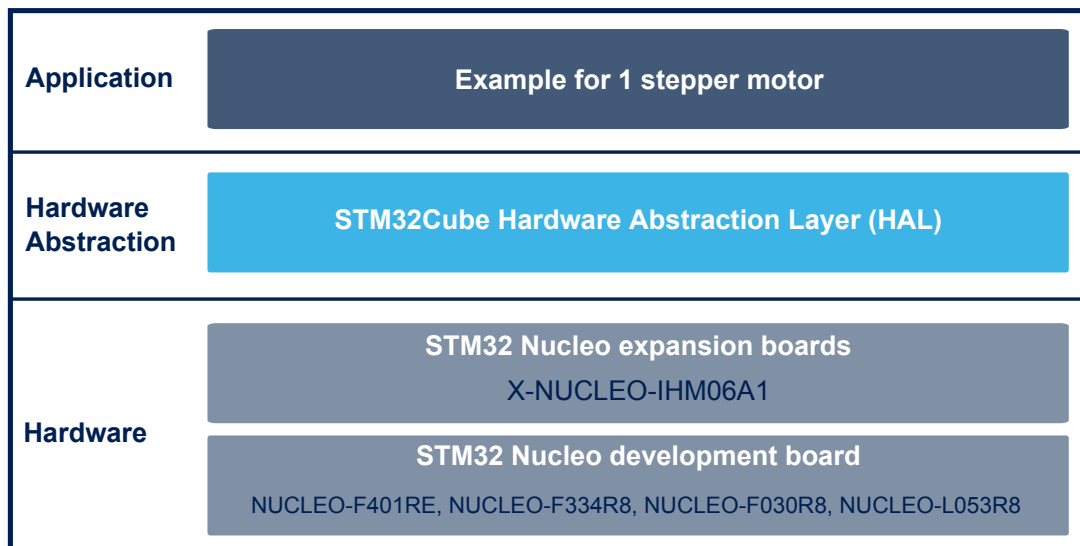 Application
Example for 1 stepper motor
Hardware
Abstraction
STM32Cube Hardware Abstraction Layer (HAL)
Hardware
STM32 Nucleo expansion boards
X-NUCLEO-IHM06A1
STM32 Nucleo development board
NUCLEO-F401RE, NUCLEO-F334R8, NUCLEO-F030R8, NUCLEO-L053R8